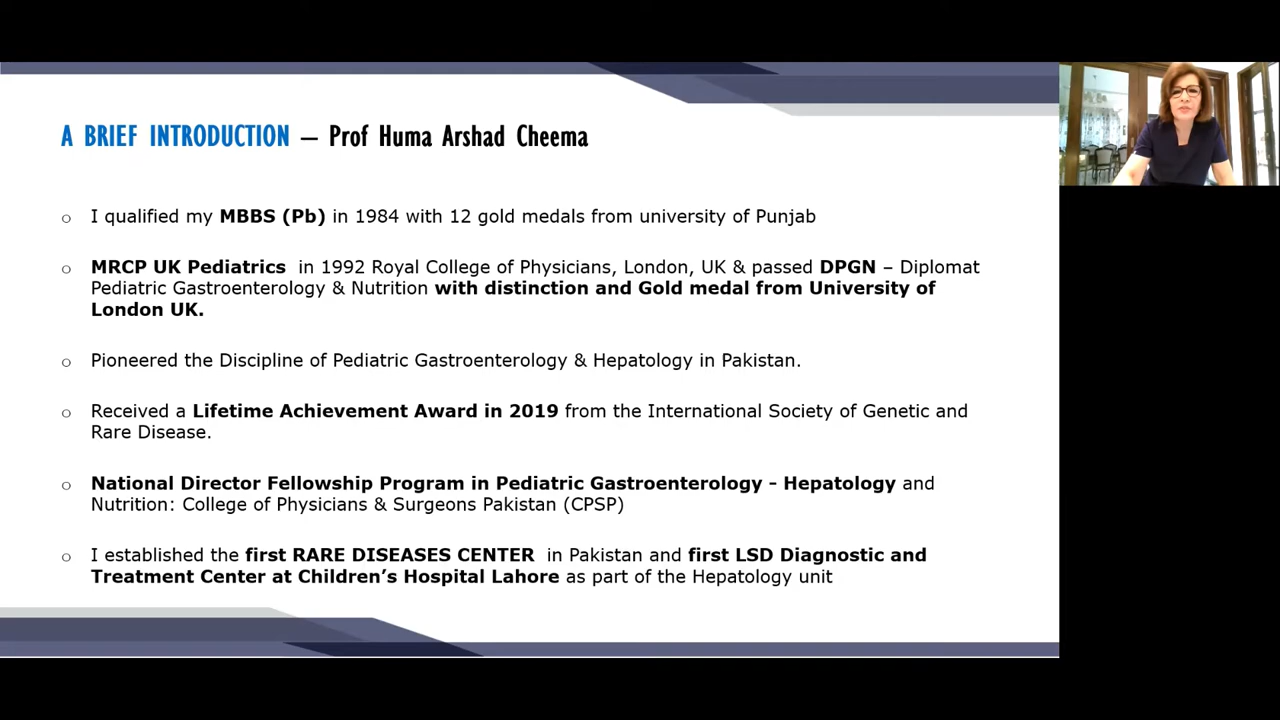 A BRIEF INTRODUCTION – Prof Huma Arshad Cheema
o I qualified my MBBS (Pb) in 1984 with 12 gold medals from university of Punjab
o MRCP UK Pediatrics in 1992 Royal College of Physicians, London, UK & passed DPGN – Diplomat
Pediatric Gastroenterology & Nutrition with distinction and Gold medal from University of
London UK.
o Pioneered the Discipline of Pediatric Gastroenterology & Hepatology in Pakistan.
o Received a Lifetime Achievement Award in 2019 from the International Society of Genetic and
Rare Disease.
o National Director Fellowship Program in Pediatric Gastroenterology - Hepatology and
Nutrition: College of Physicians & Surgeons Pakistan (CPSP)
o I established the first RARE DISEASES CENTER in Pakistan and first LSD Diagnostic and
Treatment Center at Children’s Hospital Lahore as part of the Hepatology unit